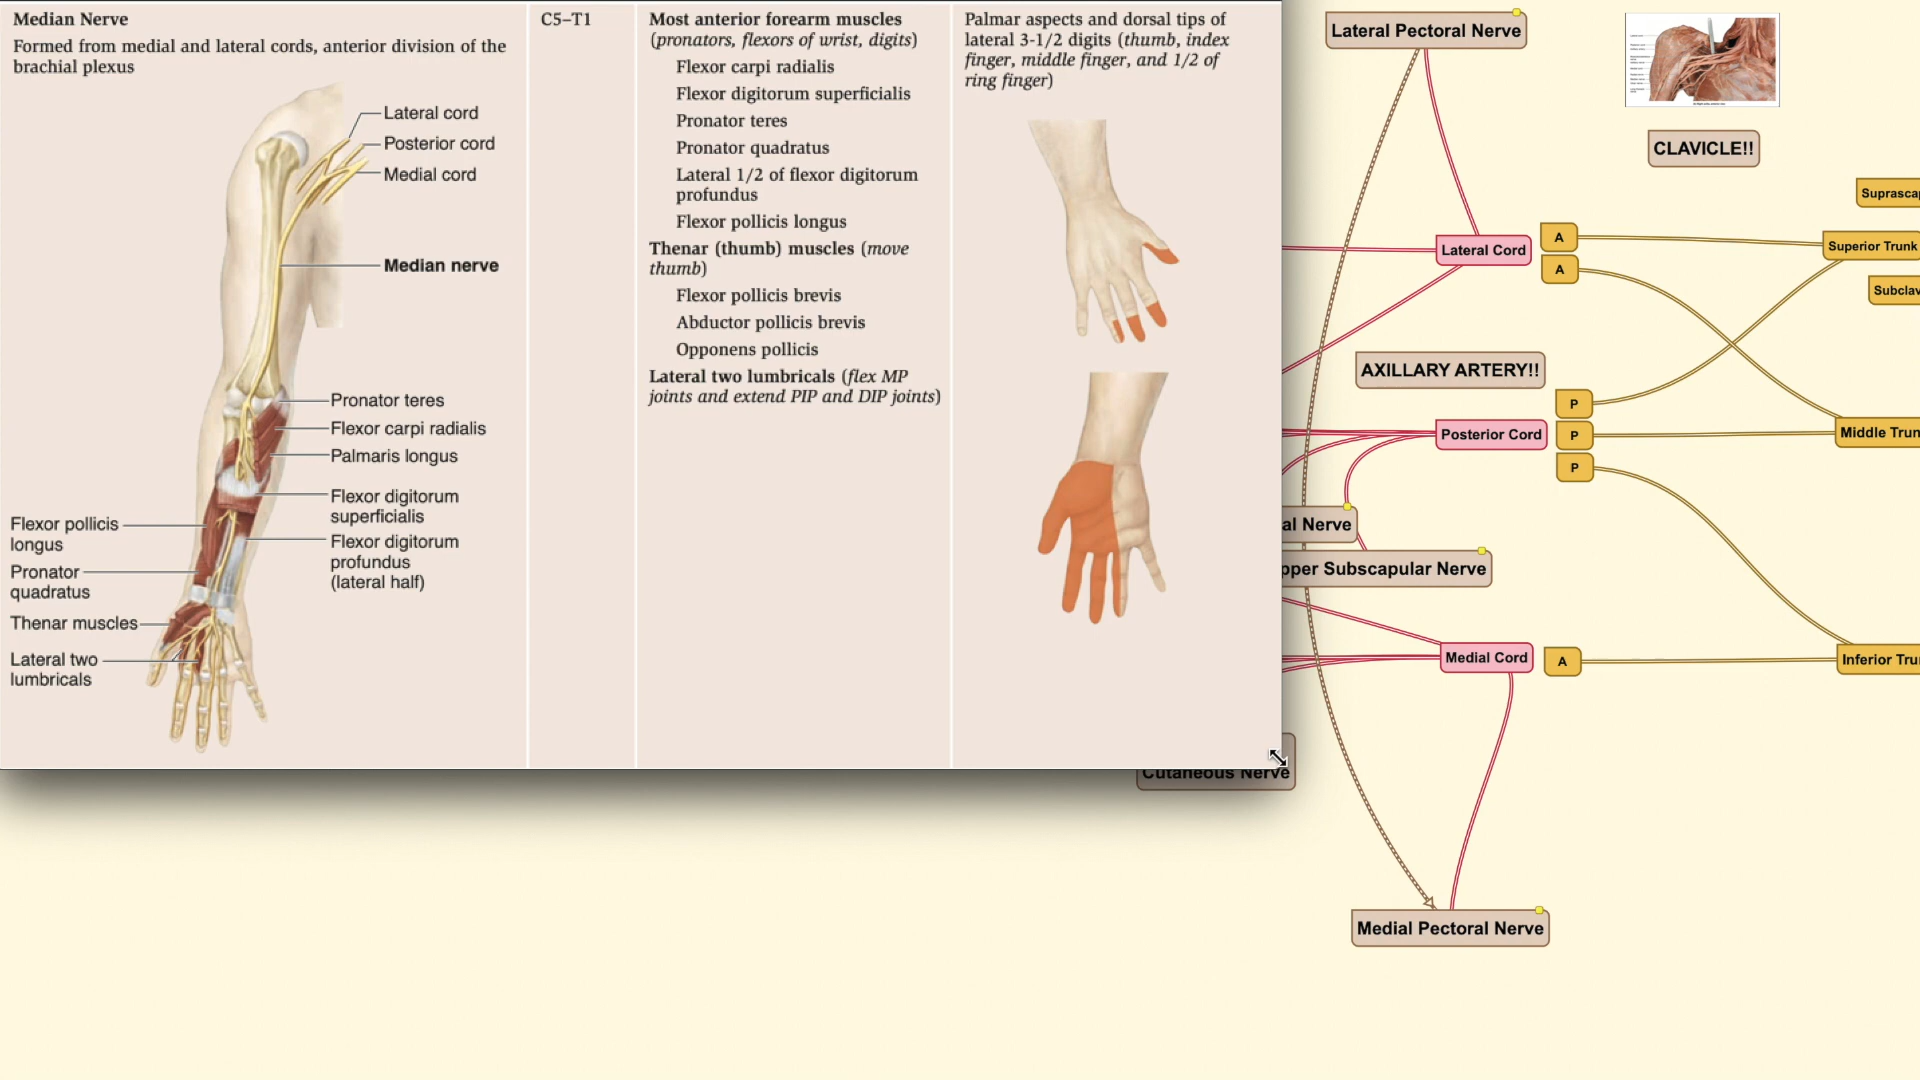 Median Nerve
Formed from medial and lateral cords, anterior division of the
brachial plexus
Lateral cord
Posterior cord
Medial cord
Median nerve
Pronator teres
Flexor carpi radialis
Palmaris longus
Flexor digitorum
superficialis
Flexor digitorum
profundus
(lateral half)
Flexor pollicis
longus
Pronator
quadratus
Thenar muscles
Lateral two
lumbricals
C5–T1
Most anterior forearm muscles
(pronators, flexors of wrist, digits)
Flexor carpi radialis
Flexor digitorum superficialis
Pronator teres
Pronator quadratus
Lateral 1/2 of flexor digitorum
profundus
Flexor pollicis longus
Thenar (thumb) muscles (move
thumb)
Flexor pollicis brevis
Abductor pollicis brevis
Opponens pollicis
Lateral two lumbricals (flex MP
joints and extend PIP and DIP joints)
Palmar aspects and dorsal tips of
lateral 3-1/2 digits (thumb, index
finger, middle finger, and 1/2 of
ring finger)
Lateral Pectoral Nerve
CLAVICLE!!
Lateral Cord
A
A
Superior Trunk
AXILLARY ARTERY!!
Posterior Cord
P
P
P
Middle Trun
al Nerve
pper Subscapular Nerve
Medial Cord
A
Inferior Tru
Suprasca
Subclav
Cutaneous Nerve
Medial Pectoral Nerve